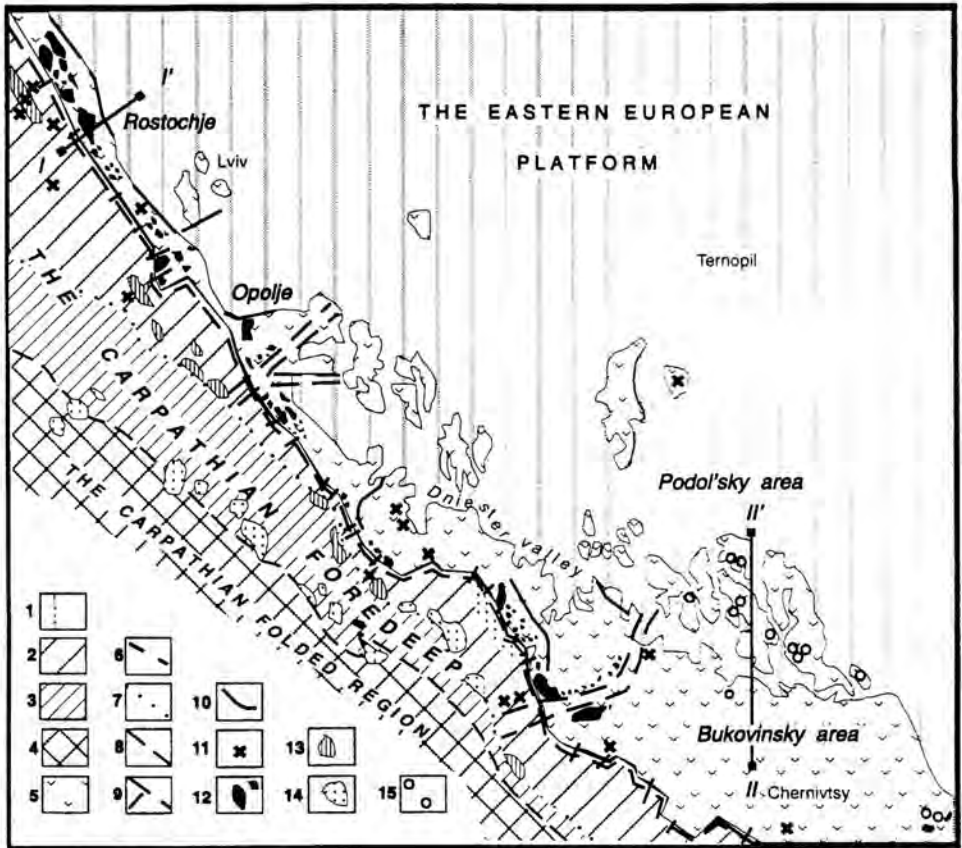 I'
Rostochje
Lviv
THE EASTERN EUROPEAN
PLATFORM
Ternopil
Opolje
THE CARPATHIAN FOREDEEP
THE CARPATHIAN FOLDED REGION
Dniester valley
Podol'sky area
II'
Bukovinsky area
II
Chernivtsy
1
2
3
4
5
6
7
8
9
10
11
12
13
14
15